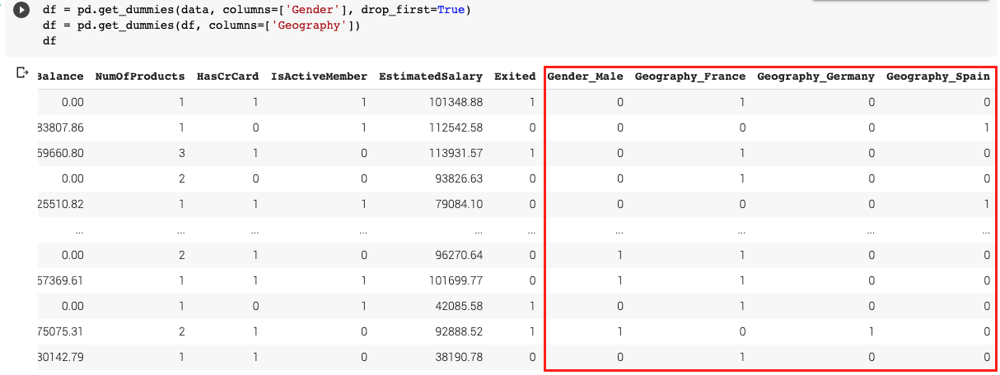 df = pd.get_dummies(data, columns=['Gender'], drop_first=True)
df = pd.get_dummies(df, columns=['Geography'])
df
Balance NumOfProducts HasCrCard IsActiveMember EstimatedSalary Exited Gender_Male Geography_France Geography_Germany Geography_Spain
0.00 1 1 1 101348.88 1 0 1 0 0
83807.86 1 0 1 112542.58 0 0 0 0 1
59660.80 3 1 0 113931.57 1 0 1 0 0
0.00 2 0 0 93826.63 0 0 1 0 0
25510.82 1 1 1 79084.10 0 0 0 0 1
... ... ... ... ... ... ... ... ... ...
0.00 2 1 0 96270.64 0 1 1 0 0
57369.61 1 1 1 101699.77 0 1 1 0 0
0.00 1 0 1 42085.58 1 0 1 0 0
75075.31 2 1 0 92888.52 1 1 0 1 0
30142.79 1 1 0 38190.78 0 0 1 0 0